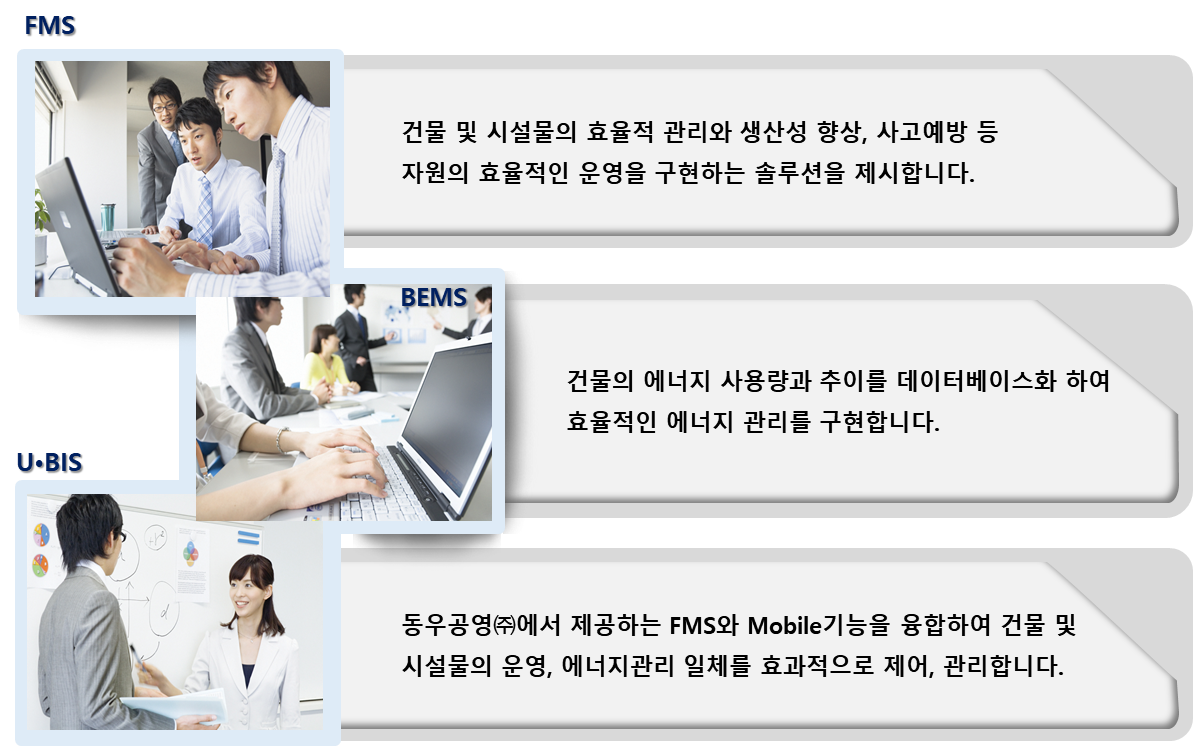 FMS
건물 및 시설물의 효율적 관리와 생산성 향상, 사고예방 등
자원의 효율적인 운영을 구현하는 솔루션을 제시합니다.
BEMS
건물의 에너지 사용량과 추이를 데이터베이스화 하여
효율적인 에너지 관리를 구현합니다.
U•BIS
동우공영㈜에서 제공하는 FMS와 Mobile기능을 융합하여 건물 및
시설물의 운영, 에너지관리 일체를 효과적으로 제어, 관리합니다.